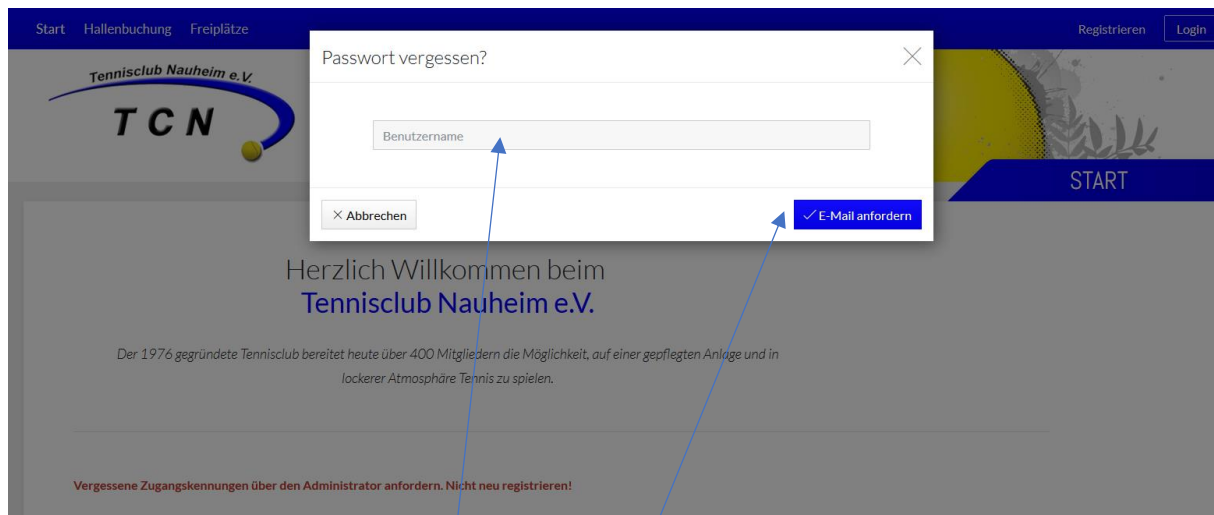 Start Hallenbuchung Freiplätze Registrieren Login
Passwort vergessen?
Tennisclub Nauheim e.V.
TCN
Benutzername
START
Abbrechen E-Mail anfordern
Herzlich Willkommen beim
Tennisclub Nauheim e.V.
Der 1976 gegründete Tennisclub bereitet heute über 400 Mitgliedern die Möglichkeit, auf einer gepflegten Anlage und in
lockerer Atmosphäre Tennis zu spielen.
Vergessene Zugangskennungen über den Administrator anfordern. Nicht neu registrieren!